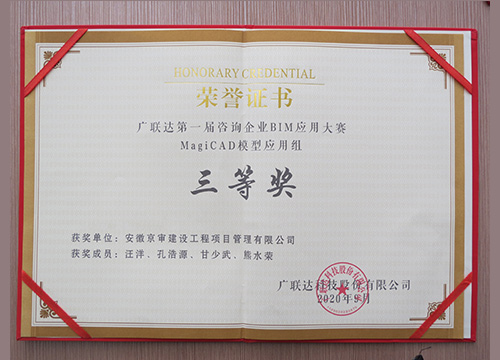 HONORARY CREDENTIAL
荣誉证书
广联达第一届咨询企业BIM应用大赛
MagiCAD模型应用组
三等奖
获奖单位：安徽京审建设工程项目管理有限公司
获奖成员：汪洋、孔浩源、甘少武、熊水荣
广联达科技股份有限公司
2020年9月